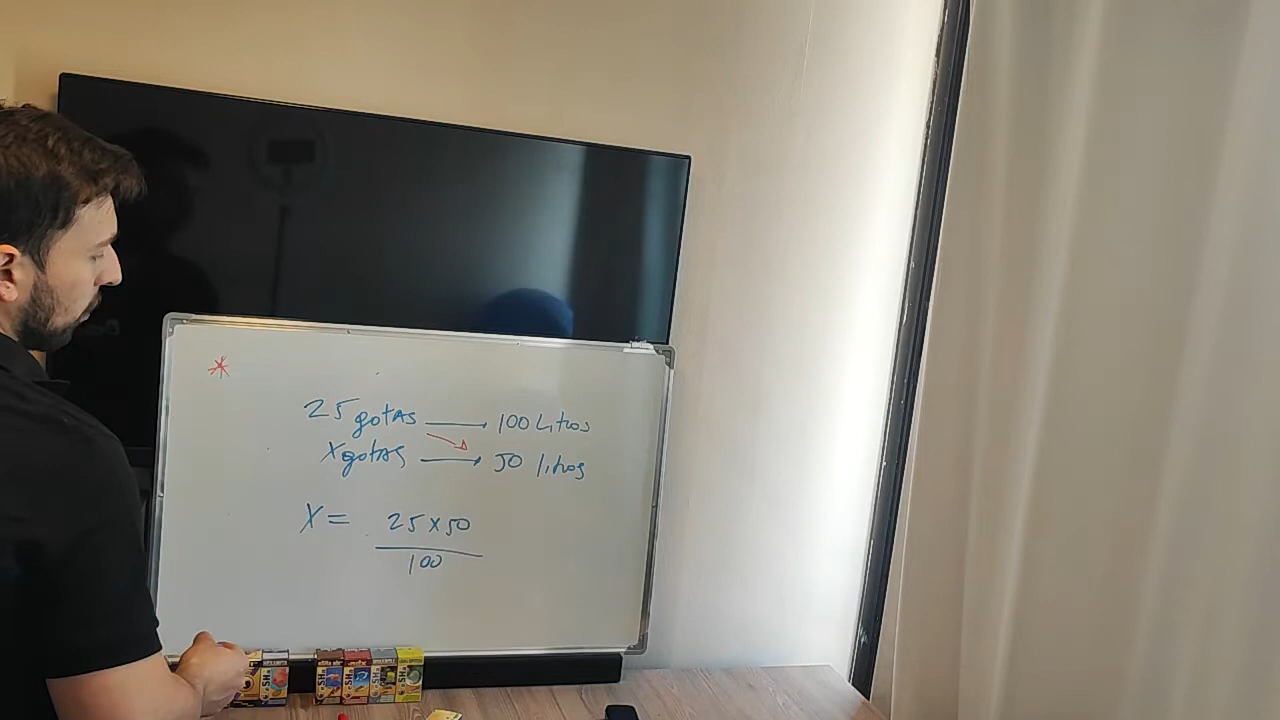 *
25 gotas 100 Litros
X gotas 50 litros
X = 25 x 50
100